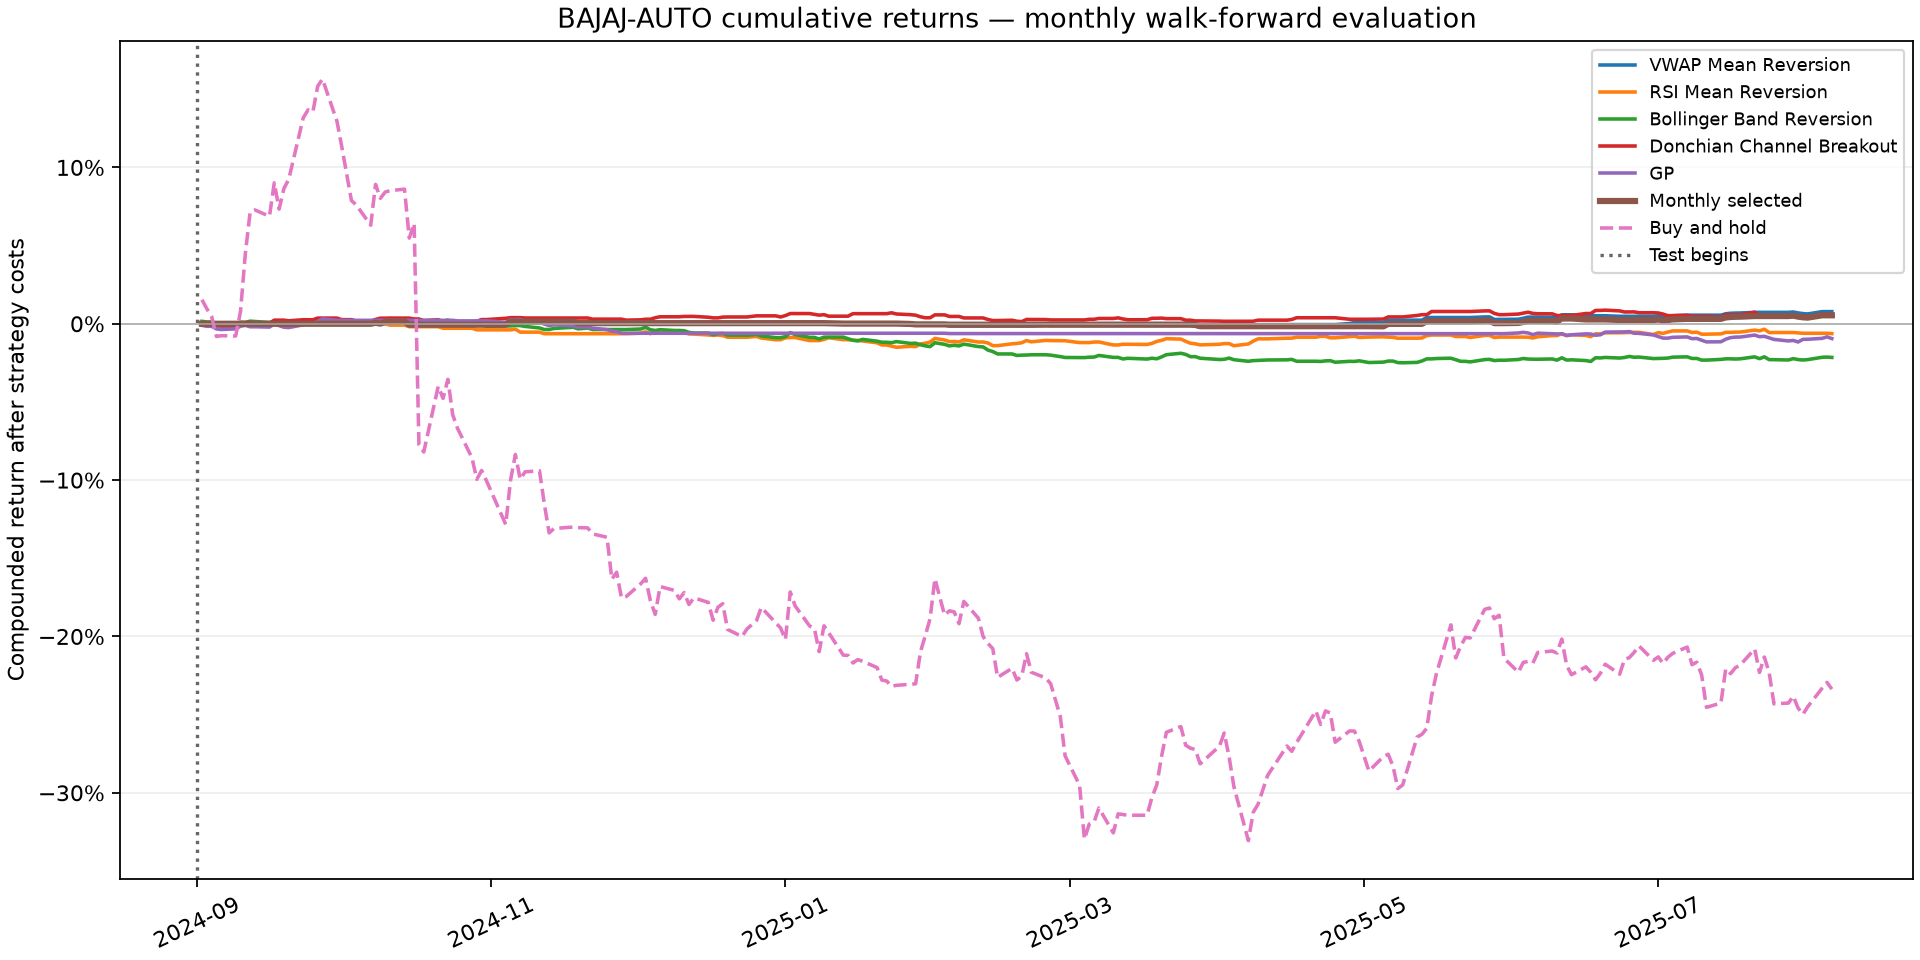 BAJAJ-AUTO cumulative returns — monthly walk-forward evaluation
Compounded return after strategy costs
10%
0%
−10%
−20%
−30%
2024-09
2024-11
2025-01
2025-03
2025-05
2025-07
VWAP Mean Reversion
RSI Mean Reversion
Bollinger Band Reversion
Donchian Channel Breakout
GP
Monthly selected
Buy and hold
Test begins